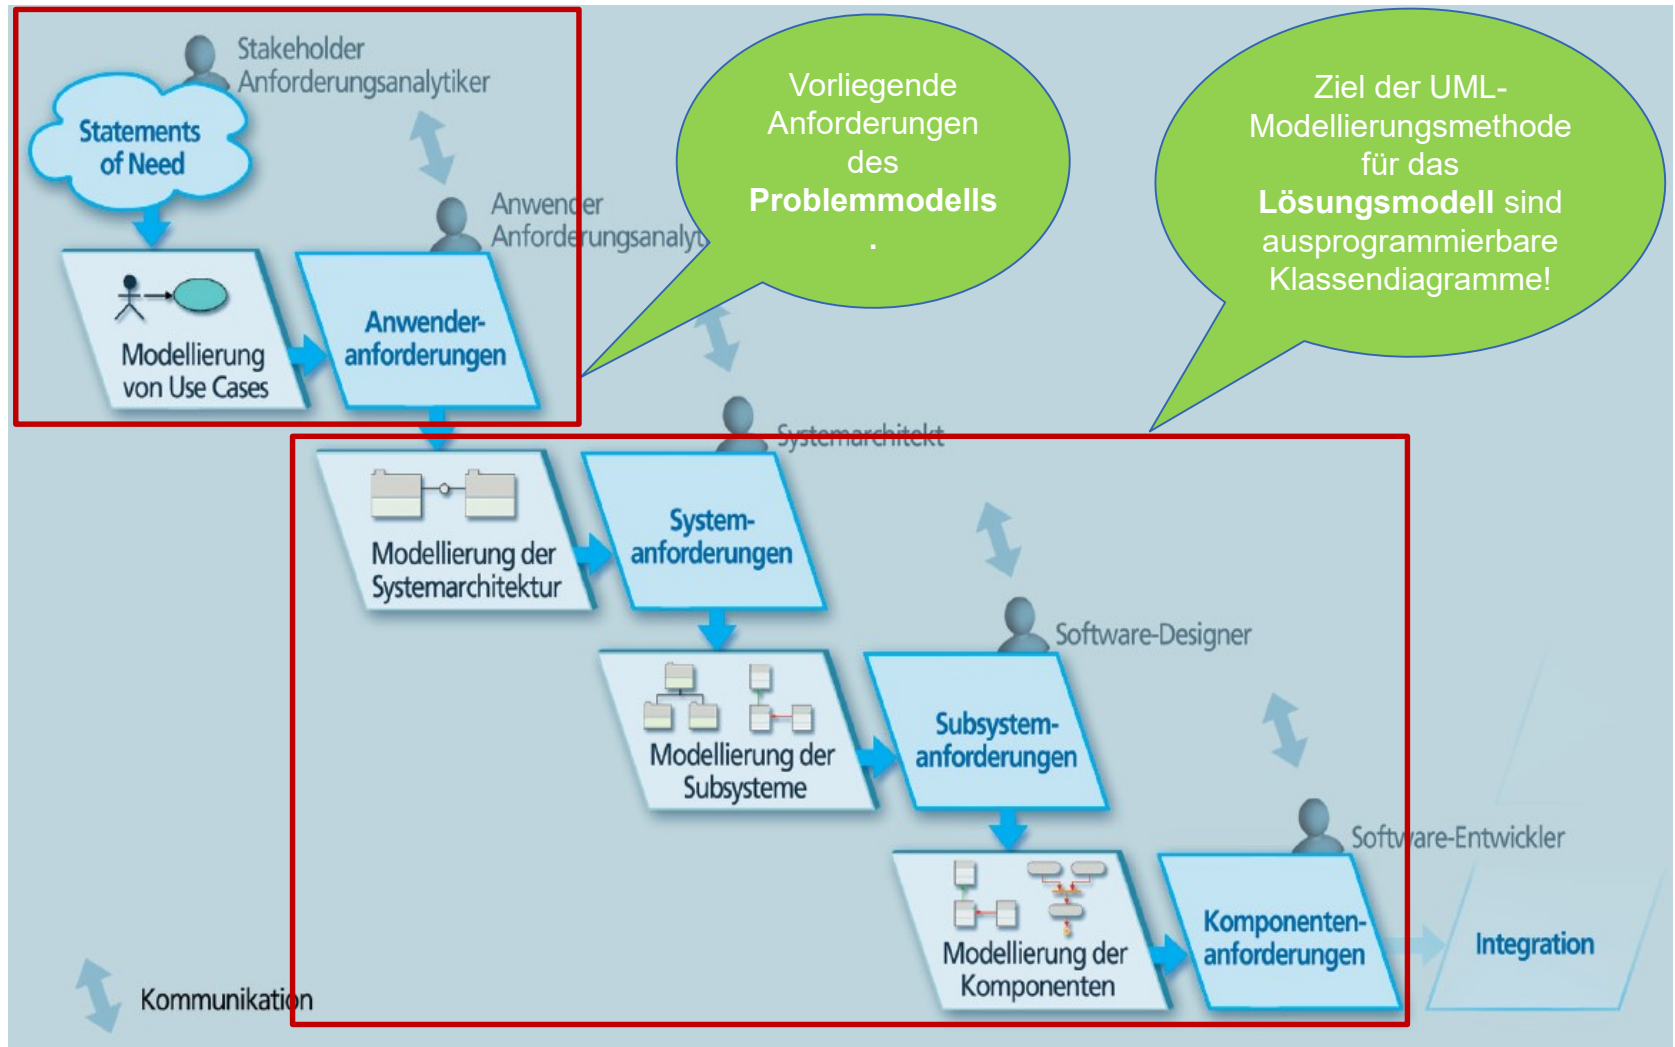 Stakeholder
Anforderungsanalytiker
Statements
of Need
Vorliegende
Anforderungen
des
Problemmodells
.
Ziel der UML-
Modellierungsmethode
für das
Lösungsmodell sind
ausprogrammierbare
Klassendiagramme!
Anwender
Anforderungsanalyt
Modellierung
von Use Cases
Anwender-
anforderungen
Systemarchitekt
Modellierung der
Systemarchitektur
System-
anforderungen
Software-Designer
Modellierung der
Subsysteme
Subsystem-
anforderungen
Software-Entwickler
Modellierung der
Komponenten
Komponenten-
anforderungen
Integration
Kommunikation